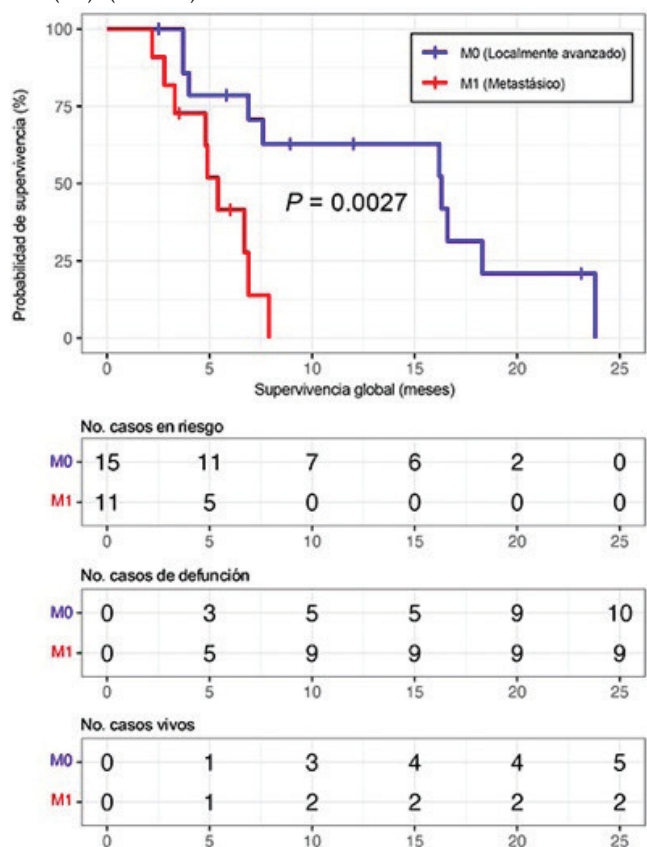 100
75
50
25
0
Probabilidad de supervivencia (%)
M0 (Localmente avanzado)
M1 (Metastásico)
P = 0.0027
0 5 10 15 20 25
Supervivencia global (meses)
No. casos en riesgo
M0 15 11 7 6 2 0
M1 11 5 0 0 0 0
0 5 10 15 20 25
No. casos de defunción
M0 0 3 5 5 9 10
M1 0 5 9 9 9 9
0 5 10 15 20 25
No. casos vivos
M0 0 1 3 4 4 5
M1 0 1 2 2 2 2
0 5 10 15 20 25